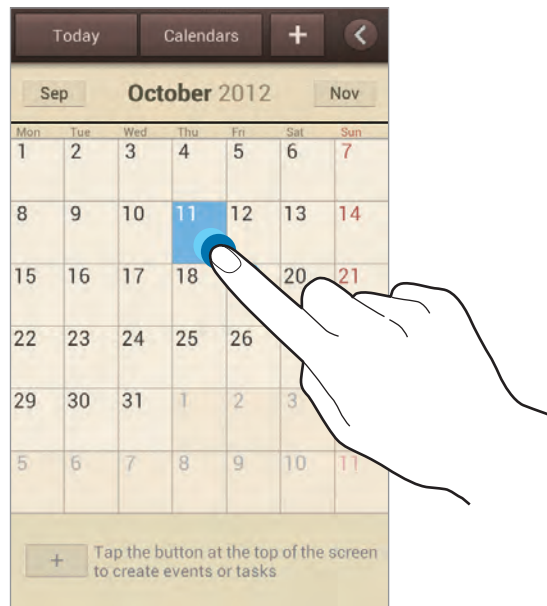 Today Calendars +
Sep October 2012 Nov
Mon Tue Wed Thu Fri Sat Sun
1 2 3 4 5 6 7
8 9 10 11 12 13 14
15 16 17 18 20 21
22 23 24 25 26
29 30 31 1 2 3
5 6 7 8 9 10 11
+ Tap the button at the top of the screen
to create events or tasks